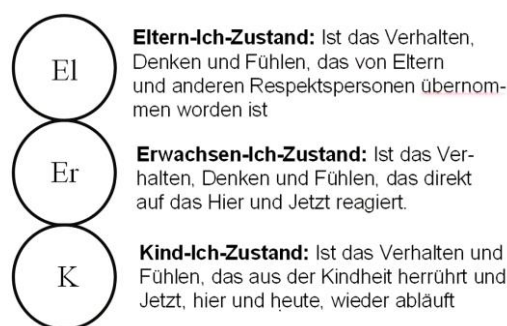 El
Eltern-Ich-Zustand: Ist das Verhalten,
Denken und Fühlen, das von Eltern
und anderen Respektspersonen übernom-
men worden ist
Er
Erwachsen-Ich-Zustand: Ist das Ver-
halten, Denken und Fühlen, das direkt
auf das Hier und Jetzt reagiert.
K
Kind-Ich-Zustand: Ist das Verhalten und
Fühlen, das aus der Kindheit herrührt und
Jetzt, hier und heute, wieder abläuft